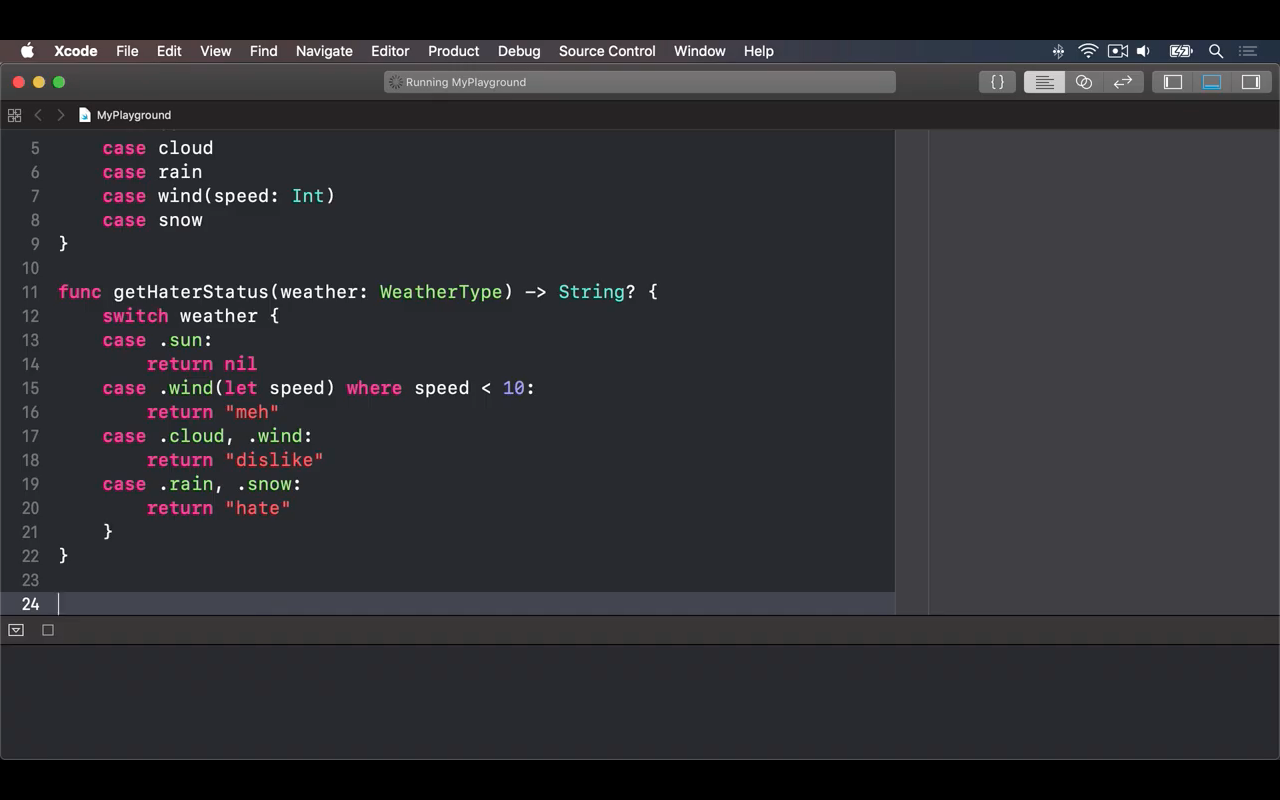 Xcode File Edit View Find Navigate Editor Product Debug Source Control Window Help
Running MyPlayground
{}
MyPlayground
5 case cloud
6 case rain
7 case wind(speed: Int)
8 case snow
9 }
10
11 func getHaterStatus(weather: WeatherType) -> String? {
12 switch weather {
13 case .sun:
14 return nil
15 case .wind(let speed) where speed < 10:
16 return "meh"
17 case .cloud, .wind:
18 return "dislike"
19 case .rain, .snow:
20 return "hate"
21 }
22 }
23
24